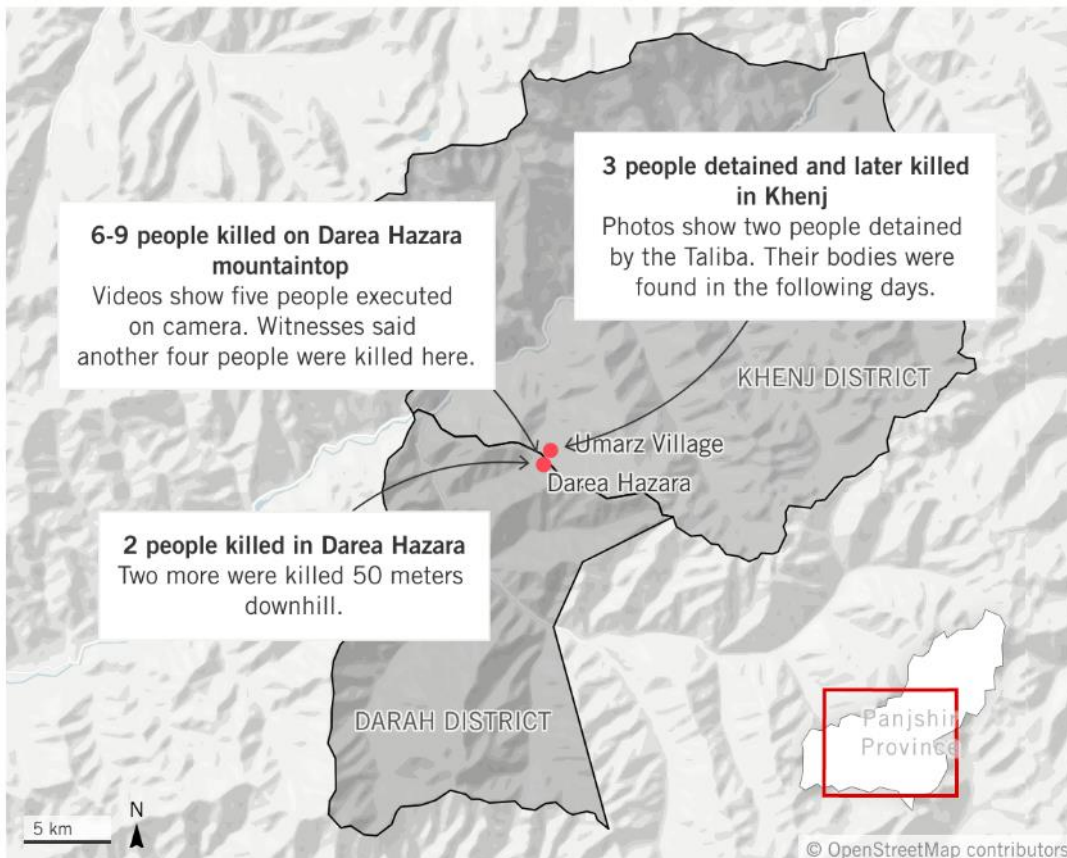 3 people detained and later killed
in Khenj
Photos show two people detained
by the Taliba. Their bodies were
found in the following days.
6-9 people killed on Darea Hazara
mountaintop
Videos show five people executed
on camera. Witnesses said
another four people were killed here.
KHENJ DISTRICT
Umarz Village
Darea Hazara
2 people killed in Darea Hazara
Two more were killed 50 meters
downhill.
DARAH DISTRICT
Panjshir
Province
5 km
N
© OpenStreetMap contributors